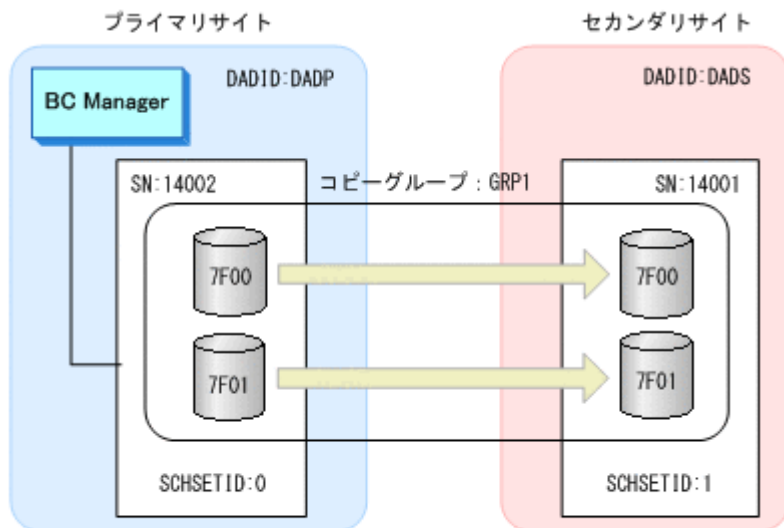 プライマリサイト
セカンダリサイト
DADID:DADP
DADID:DADS
BC Manager
SN:14002
コピーグループ：GRP1
SN:14001
7F00
7F00
7F01
7F01
SCHSETID:0
SCHSETID:1